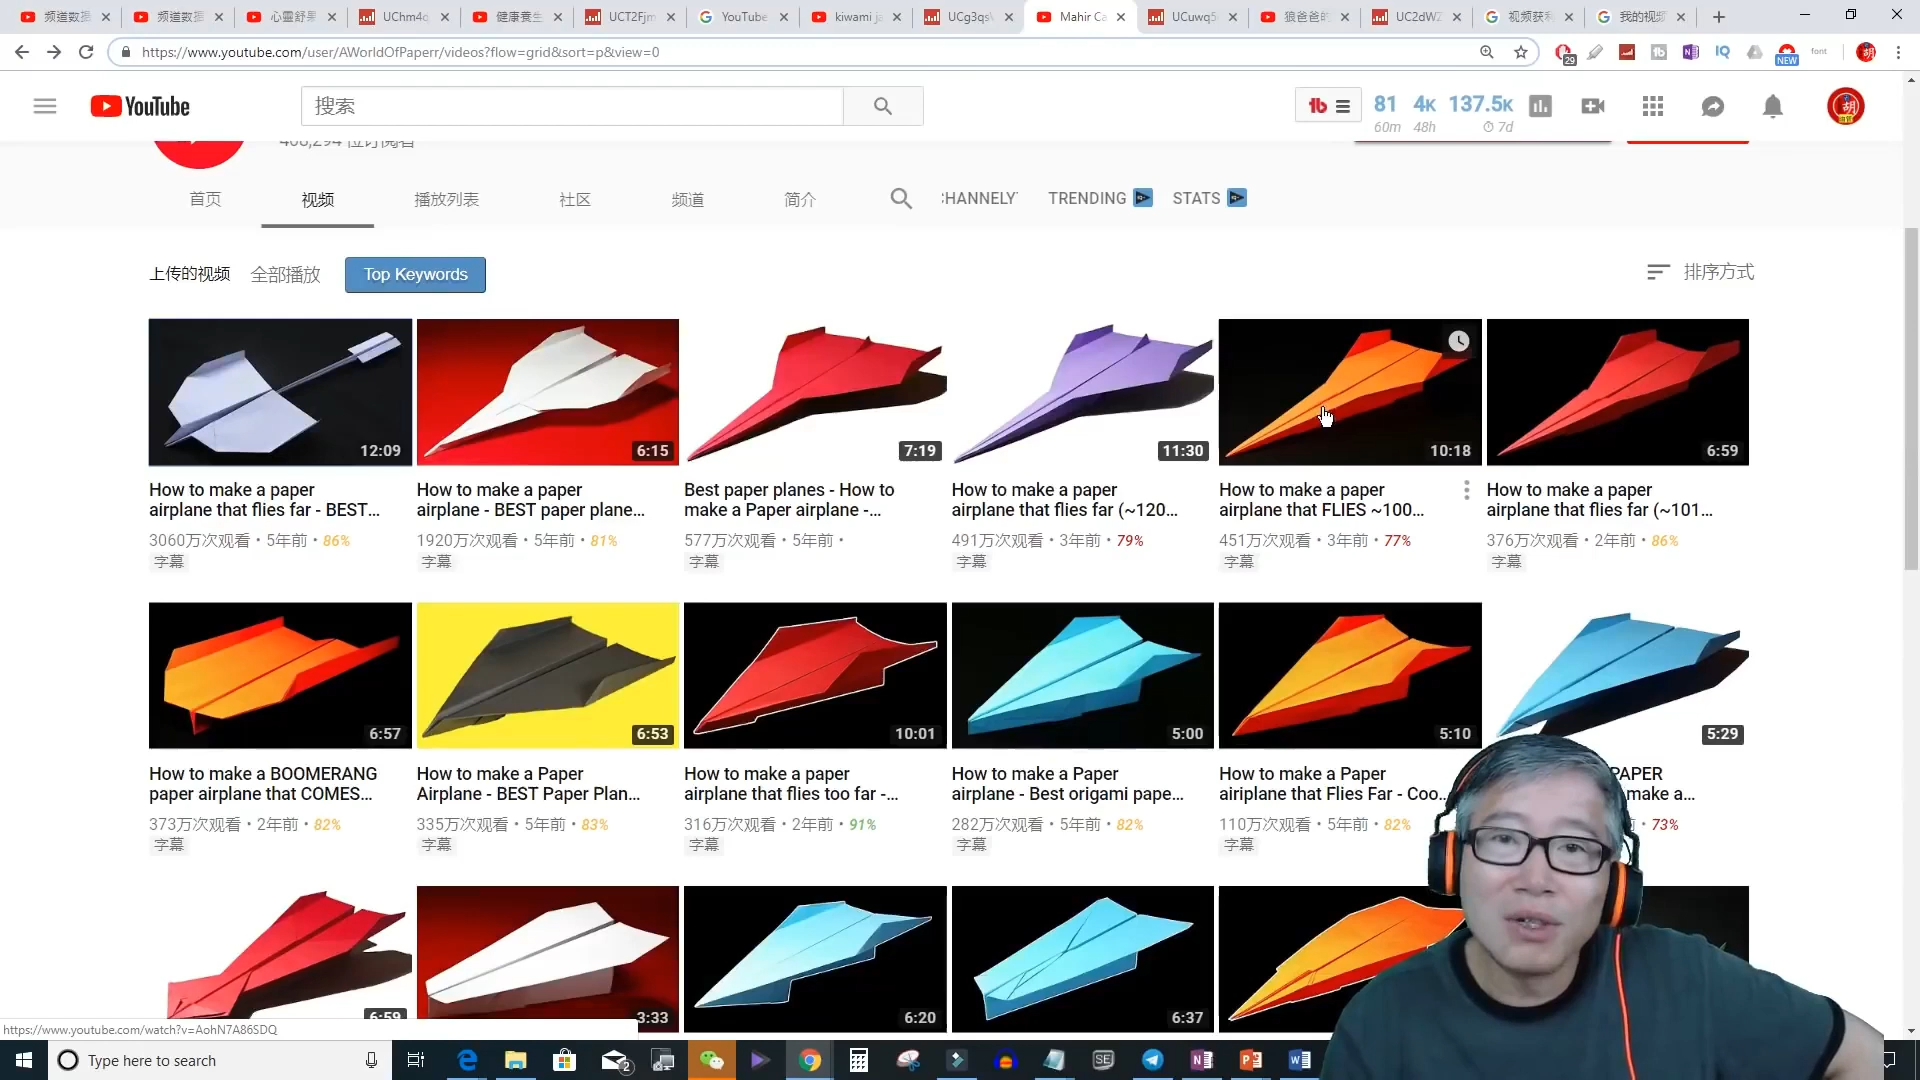 频道数据
频道数据
心靈舒果
UChm4q
健康養生
UCT2Fjm
YouTube
kiwami ja
UCg3qsV
Mahir Ca
UCuwq5
狼爸爸的
UC2dWZ
视频获利
我的视频
https://www.youtube.com/user/AWorldOfPaperr/videos?flow=grid&sort=p&view=0
29
IQ
NEW
font
YouTube
搜索
81 4K 137.5K
60m 48h 7d
首页 视频 播放列表 社区 频道 简介 CHANNELY TRENDING STATS
上传的视频 全部播放 Top Keywords 排序方式
12:09 6:15 7:19 11:30 10:18 6:59
How to make a paper
airplane that flies far - BEST...
3060万次观看 • 5年前 • 86%
字幕
How to make a paper
airplane - BEST paper plane...
1920万次观看 • 5年前 • 81%
字幕
Best paper planes - How to
make a Paper airplane -...
577万次观看 • 5年前 •
字幕
How to make a paper
airplane that flies far (~120...
491万次观看 • 3年前 • 79%
字幕
How to make a paper
airplane that FLIES ~100...
451万次观看 • 3年前 • 77%
字幕
How to make a paper
airplane that flies far (~101...
376万次观看 • 2年前 • 86%
字幕
6:57 6:53 10:01 5:00 5:10 5:29
How to make a BOOMERANG
paper airplane that COMES...
373万次观看 • 2年前 • 82%
字幕
How to make a Paper
Airplane - BEST Paper Plan...
335万次观看 • 5年前 • 83%
字幕
How to make a paper
airplane that flies too far -...
316万次观看 • 2年前 • 91%
字幕
How to make a Paper
airplane - Best origami pape...
282万次观看 • 5年前 • 82%
字幕
How to make a Paper
airiplane that Flies Far - Coo...
110万次观看 • 5年前 • 82%
字幕
PAPER
make a...
73%
6:59 3:33 6:20 6:37
https://www.youtube.com/watch?v=AohN7A86SDQ
Type here to search
2
SE